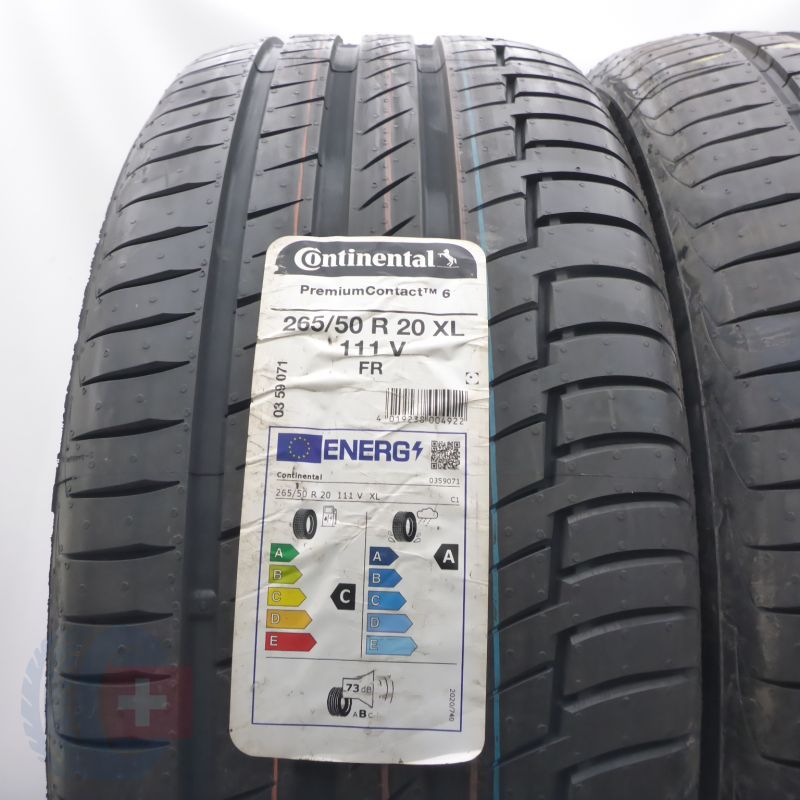 Continental
PremiumContact™ 6
265/50 R 20 XL
111 V
FR
03 59 071
4 019238 004922
ENERG
Continental 0359071
265/50 R 20 111 V XL C1
A A A
B B
C C C
D D
E E
73 dB
ABC
2020/740